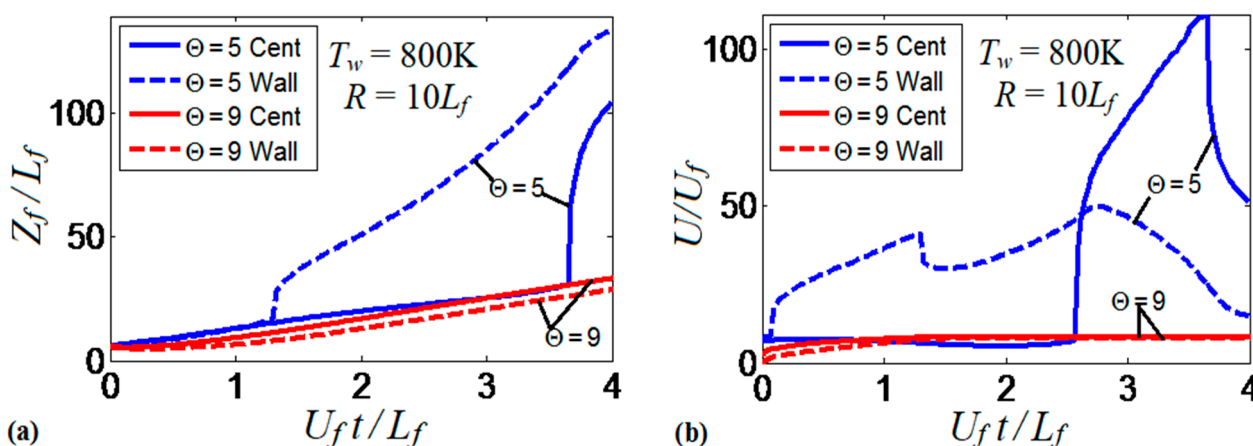 Θ = 5 Cent
Θ = 5 Wall
Θ = 9 Cent
Θ = 9 Wall
T_w = 800K
R = 10L_f
Θ = 5
Θ = 9
100
50
0
Z_f / L_f
0 1 2 3 4
U_f t / L_f
(a)
Θ = 5 Cent
Θ = 5 Wall
Θ = 9 Cent
Θ = 9 Wall
T_w = 800K
R = 10L_f
Θ = 5
Θ = 9
100
50
0
U/U_f
0 1 2 3 4
U_f t / L_f
(b)